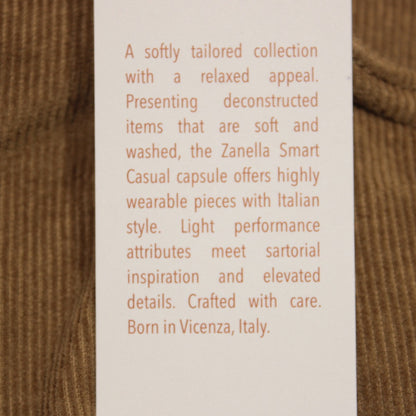 A softly tailored collection
with a relaxed appeal.
Presenting deconstructed
items that are soft and
washed, the Zanella Smart
Casual capsule offers highly
wearable pieces with Italian
style. Light performance
attributes meet sartorial
inspiration and elevated
details. Crafted with care.
Born in Vicenza, Italy.